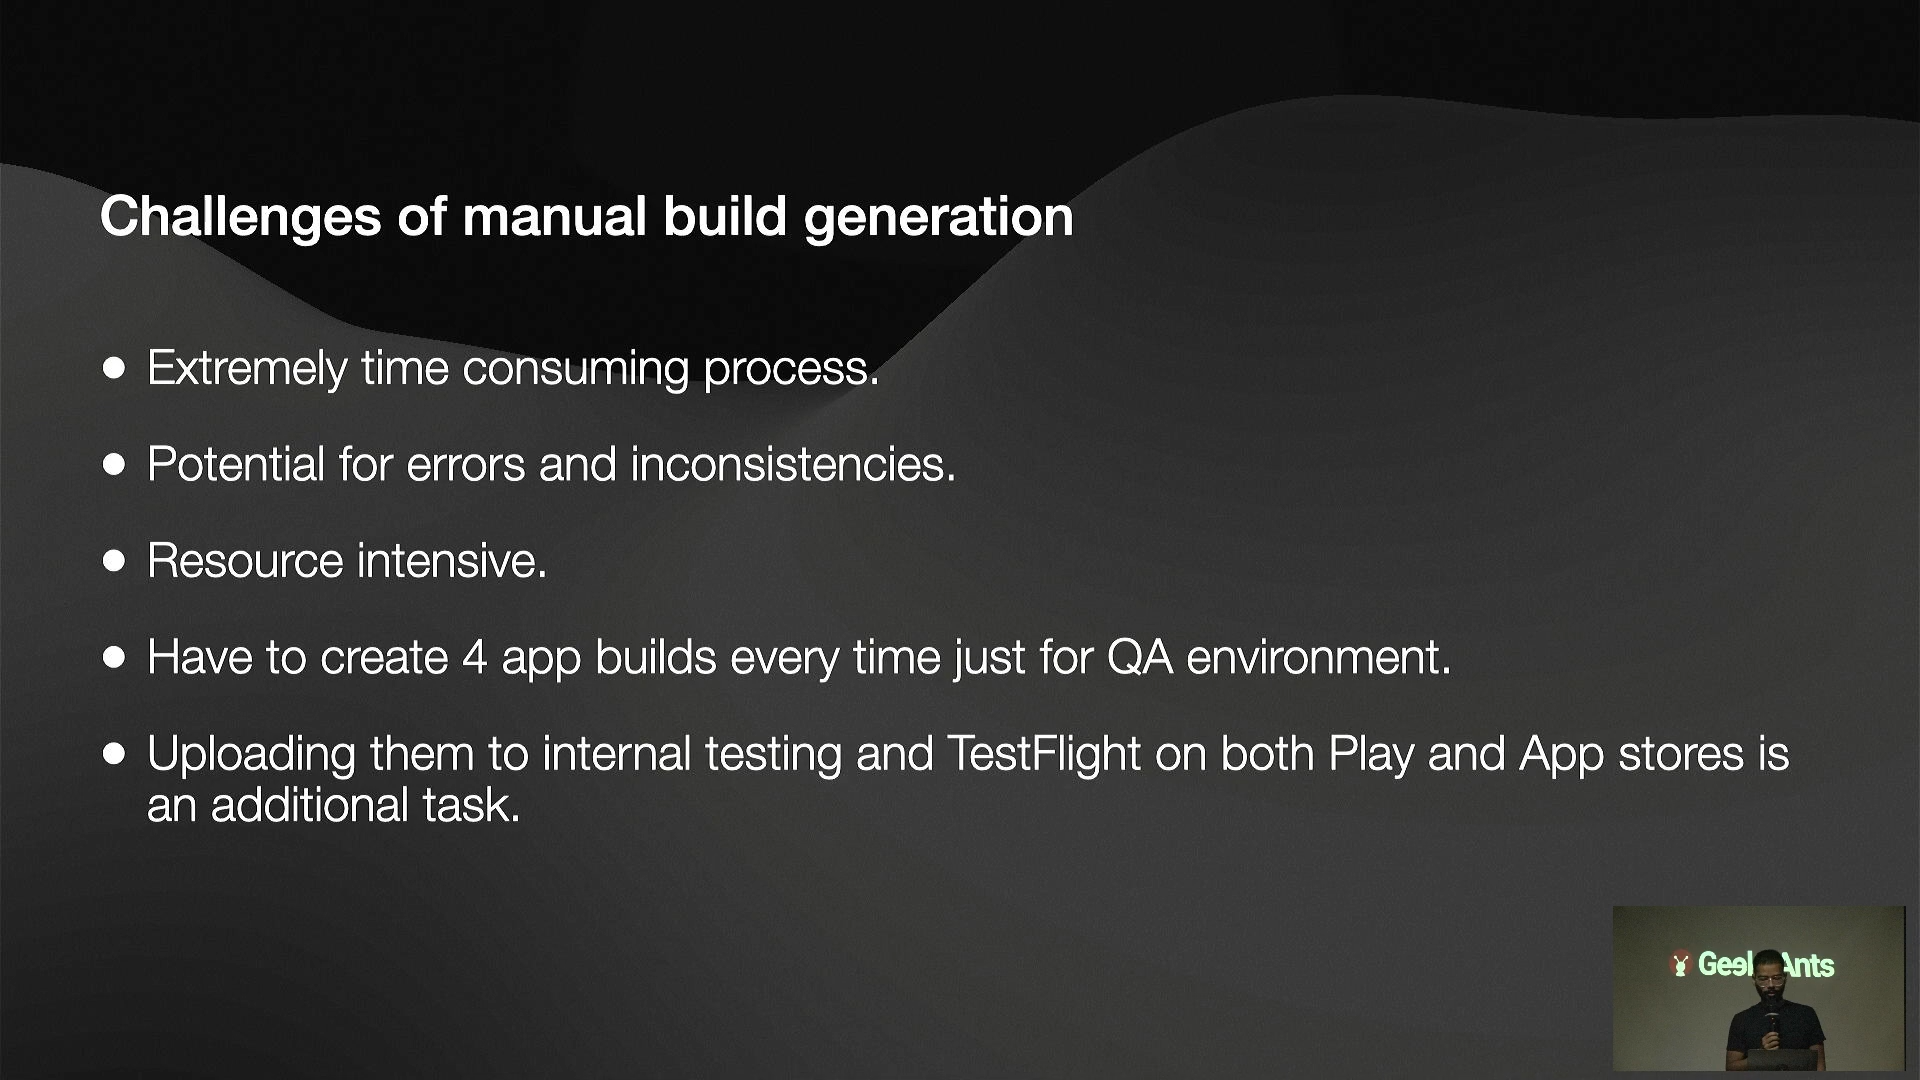 Challenges of manual build generation
● Extremely time consuming process.
● Potential for errors and inconsistencies.
● Resource intensive.
● Have to create 4 app builds every time just for QA environment.
● Uploading them to internal testing and TestFlight on both Play and App stores is
an additional task.
Ants